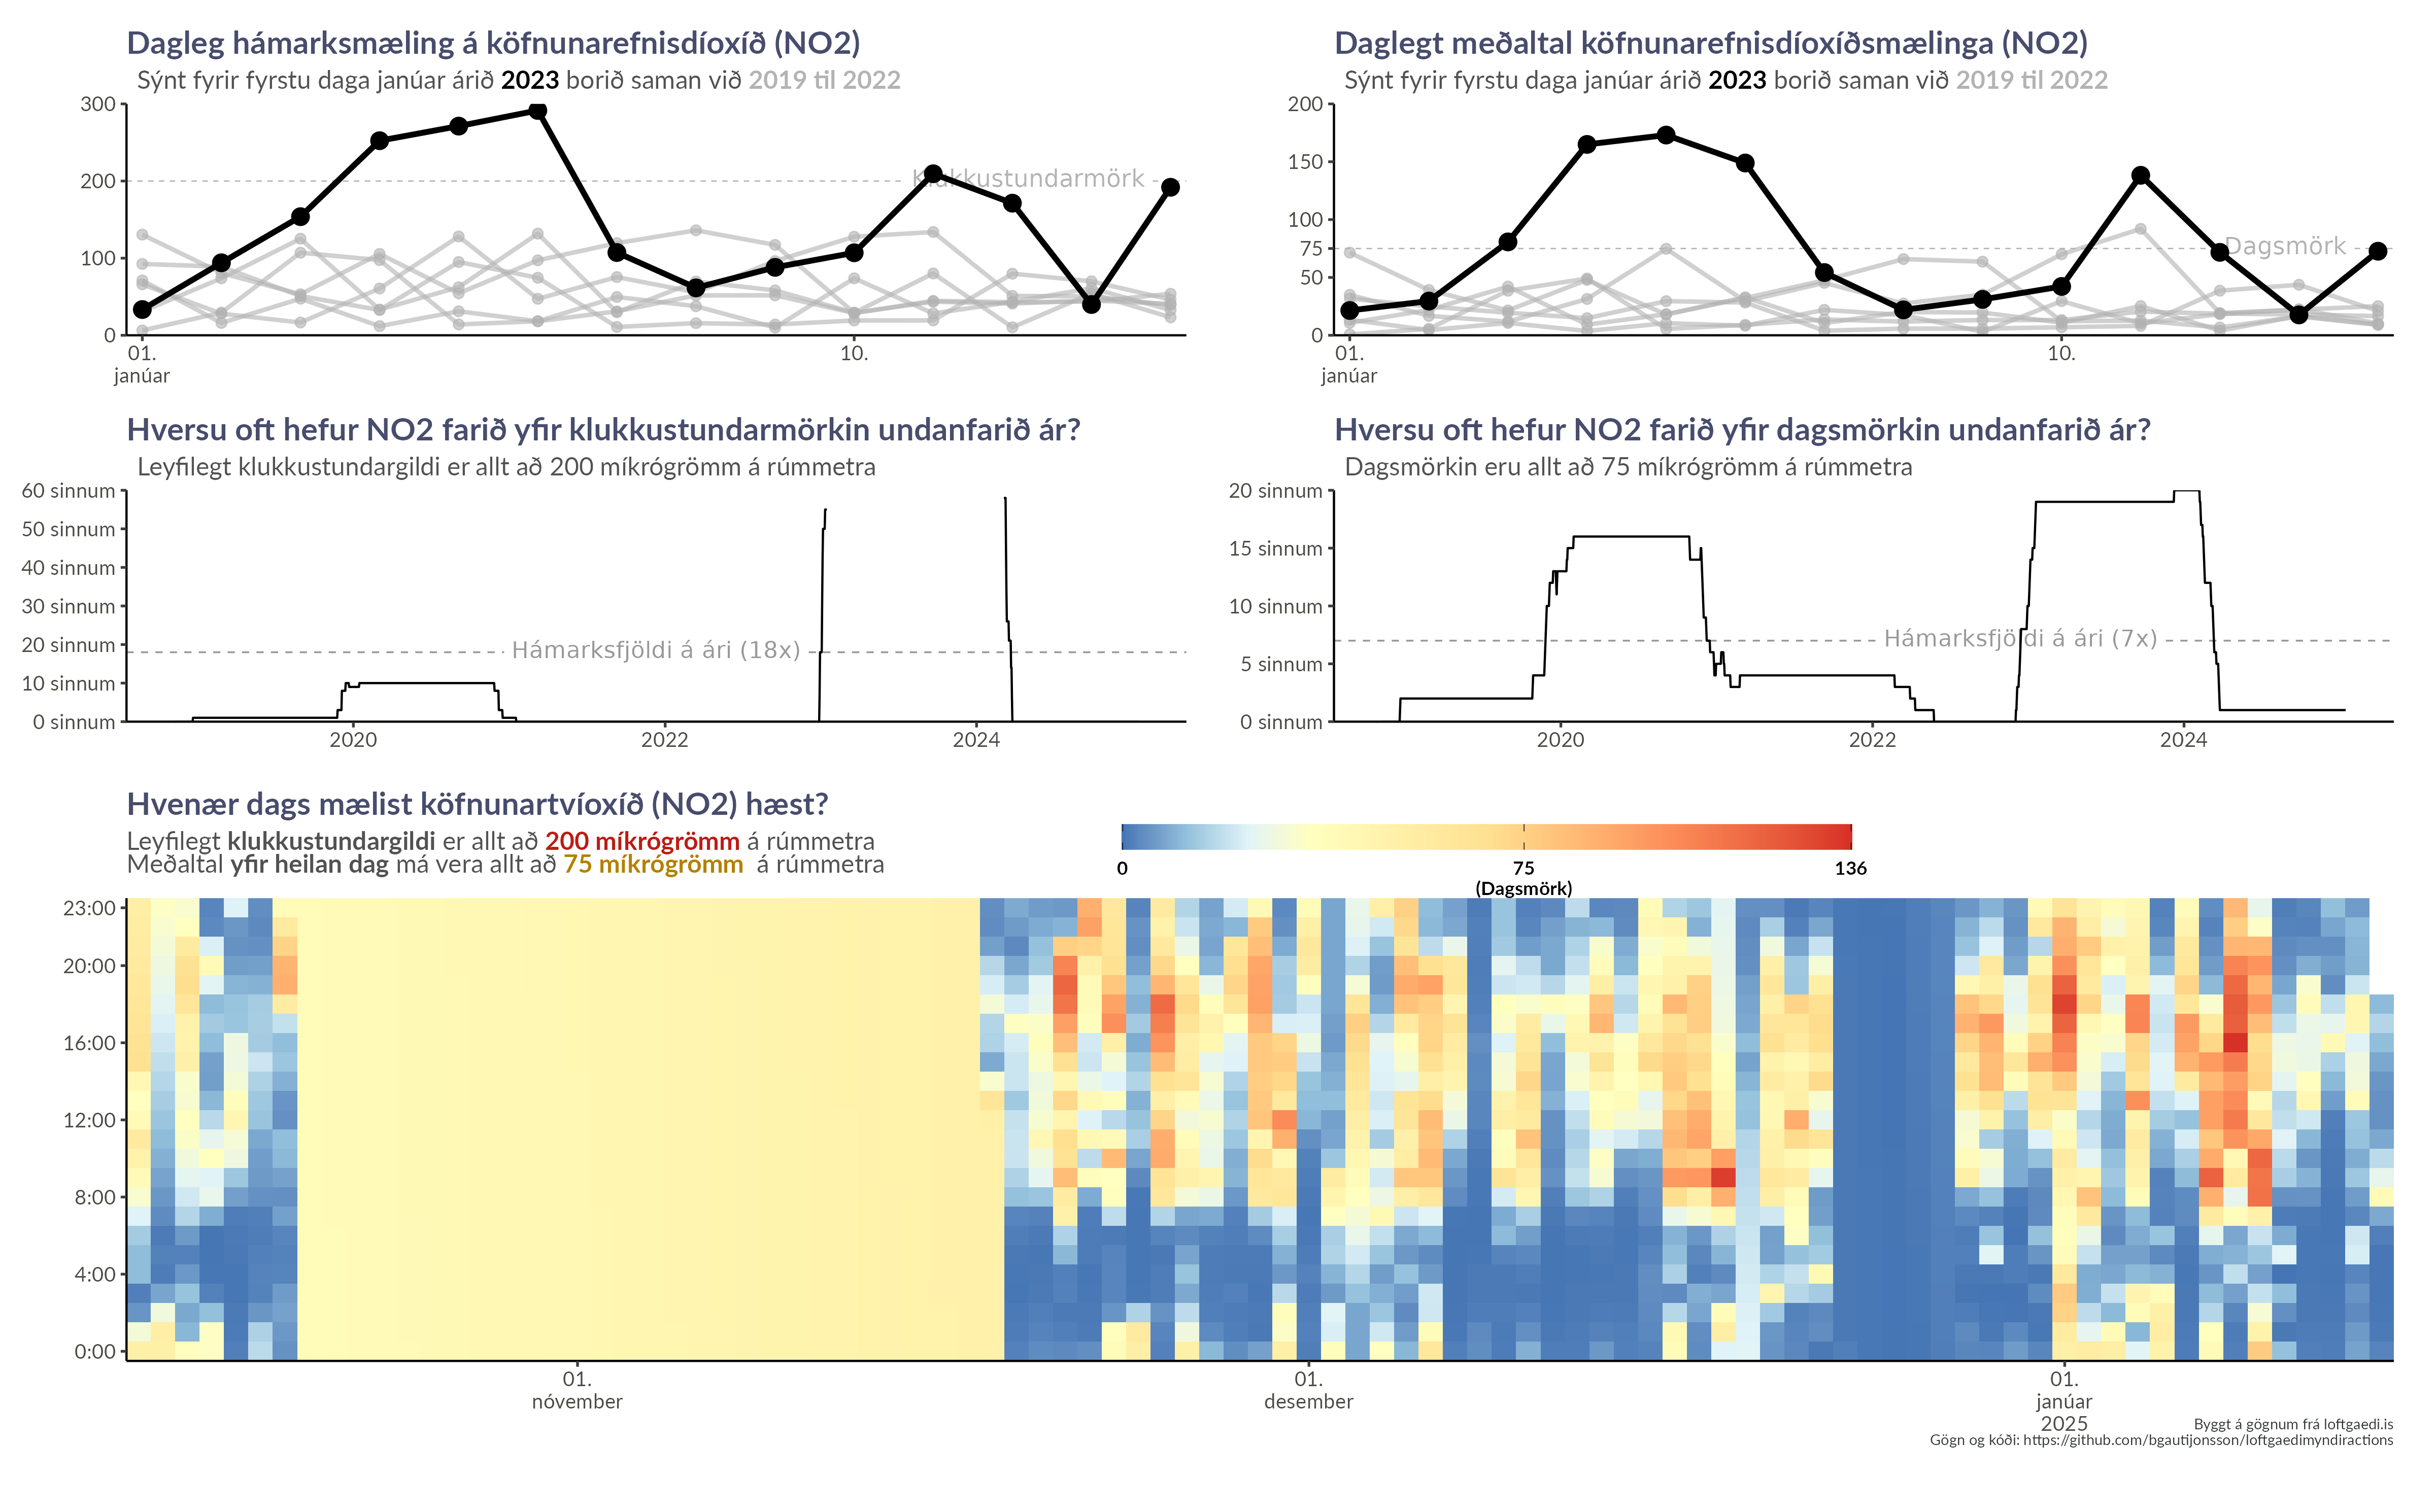 Dagleg hámarksmæling á köfnunarefnisdíoxíð (NO2)
Sýnt fyrir fyrstu daga janúar árið 2023 borið saman við 2019 til 2022
300
200
100
0
Klukkustundarmörk
01.
janúar
10.
Daglegt meðaltal köfnunarefnisdíoxíðsmælinga (NO2)
Sýnt fyrir fyrstu daga janúar árið 2023 borið saman við 2019 til 2022
200
150
100
75
50
0
Dagsmörk
01.
janúar
10.
Hversu oft hefur NO2 farið yfir klukkustundarmörkin undanfarið ár?
Leyfilegt klukkustundargildi er allt að 200 míkrógrömm á rúmmetra
60 sinnum
50 sinnum
40 sinnum
30 sinnum
20 sinnum
10 sinnum
0 sinnum
Hámarksfjöldi á ári (18x)
2020
2022
2024
Hversu oft hefur NO2 farið yfir dagsmörkin undanfarið ár?
Dagsmörkin eru allt að 75 míkrógrömm á rúmmetra
20 sinnum
15 sinnum
10 sinnum
5 sinnum
0 sinnum
Hámarksfjöldi á ári (7x)
2020
2022
2024
Hvenær dags mælist köfnunartvíoxíð (NO2) hæst?
Leyfilegt klukkustundargildi er allt að 200 míkrógrömm á rúmmetra
Meðaltal yfir heilan dag má vera allt að 75 míkrógrömm á rúmmetra
0
75
(Dagsmörk)
136
23:00
20:00
16:00
12:00
8:00
4:00
0:00
01.
nóvember
01.
desember
01.
janúar
2025
Byggt á gögnum frá loftgaedi.is
Gögn og kóði: https://github.com/bgautijonsson/loftgaedimyndiractions